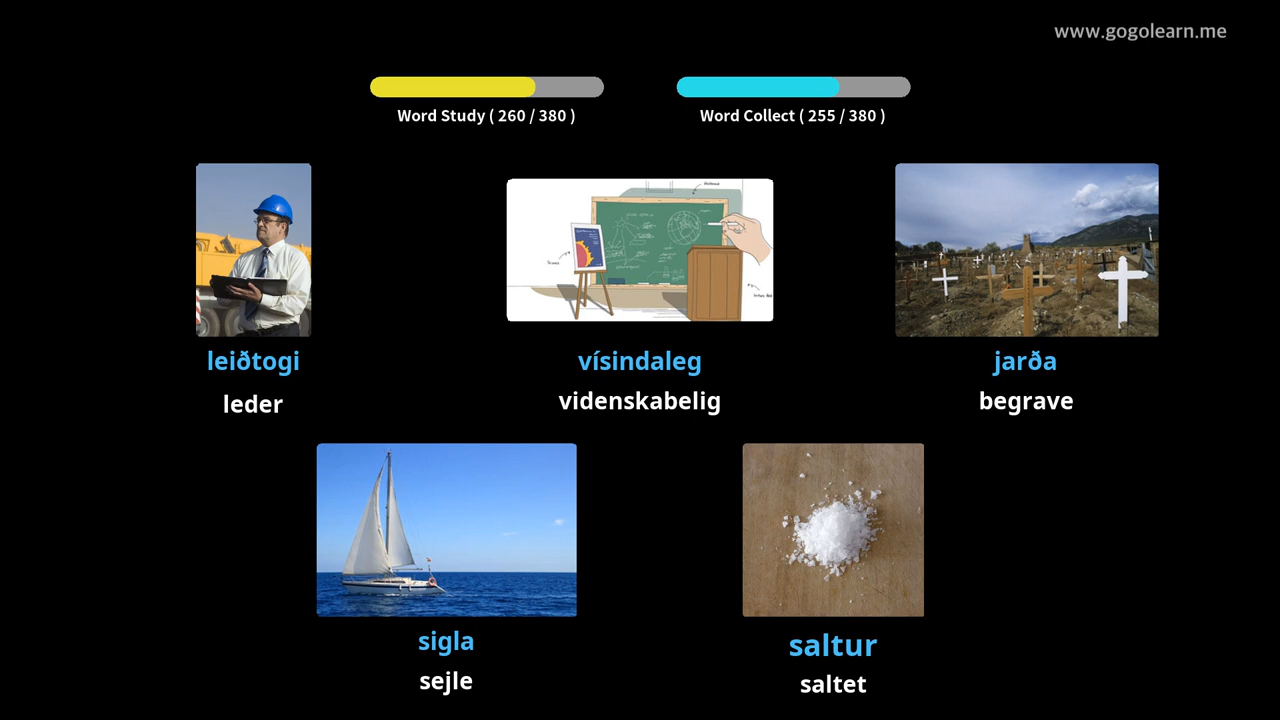 www.gogolearn.me
Word Study ( 260 / 380 )
Word Collect ( 255 / 380 )
leiðtogi
leder
vísindaleg
videnskabelig
jarða
begrave
sigla
sejle
saltur
saltet